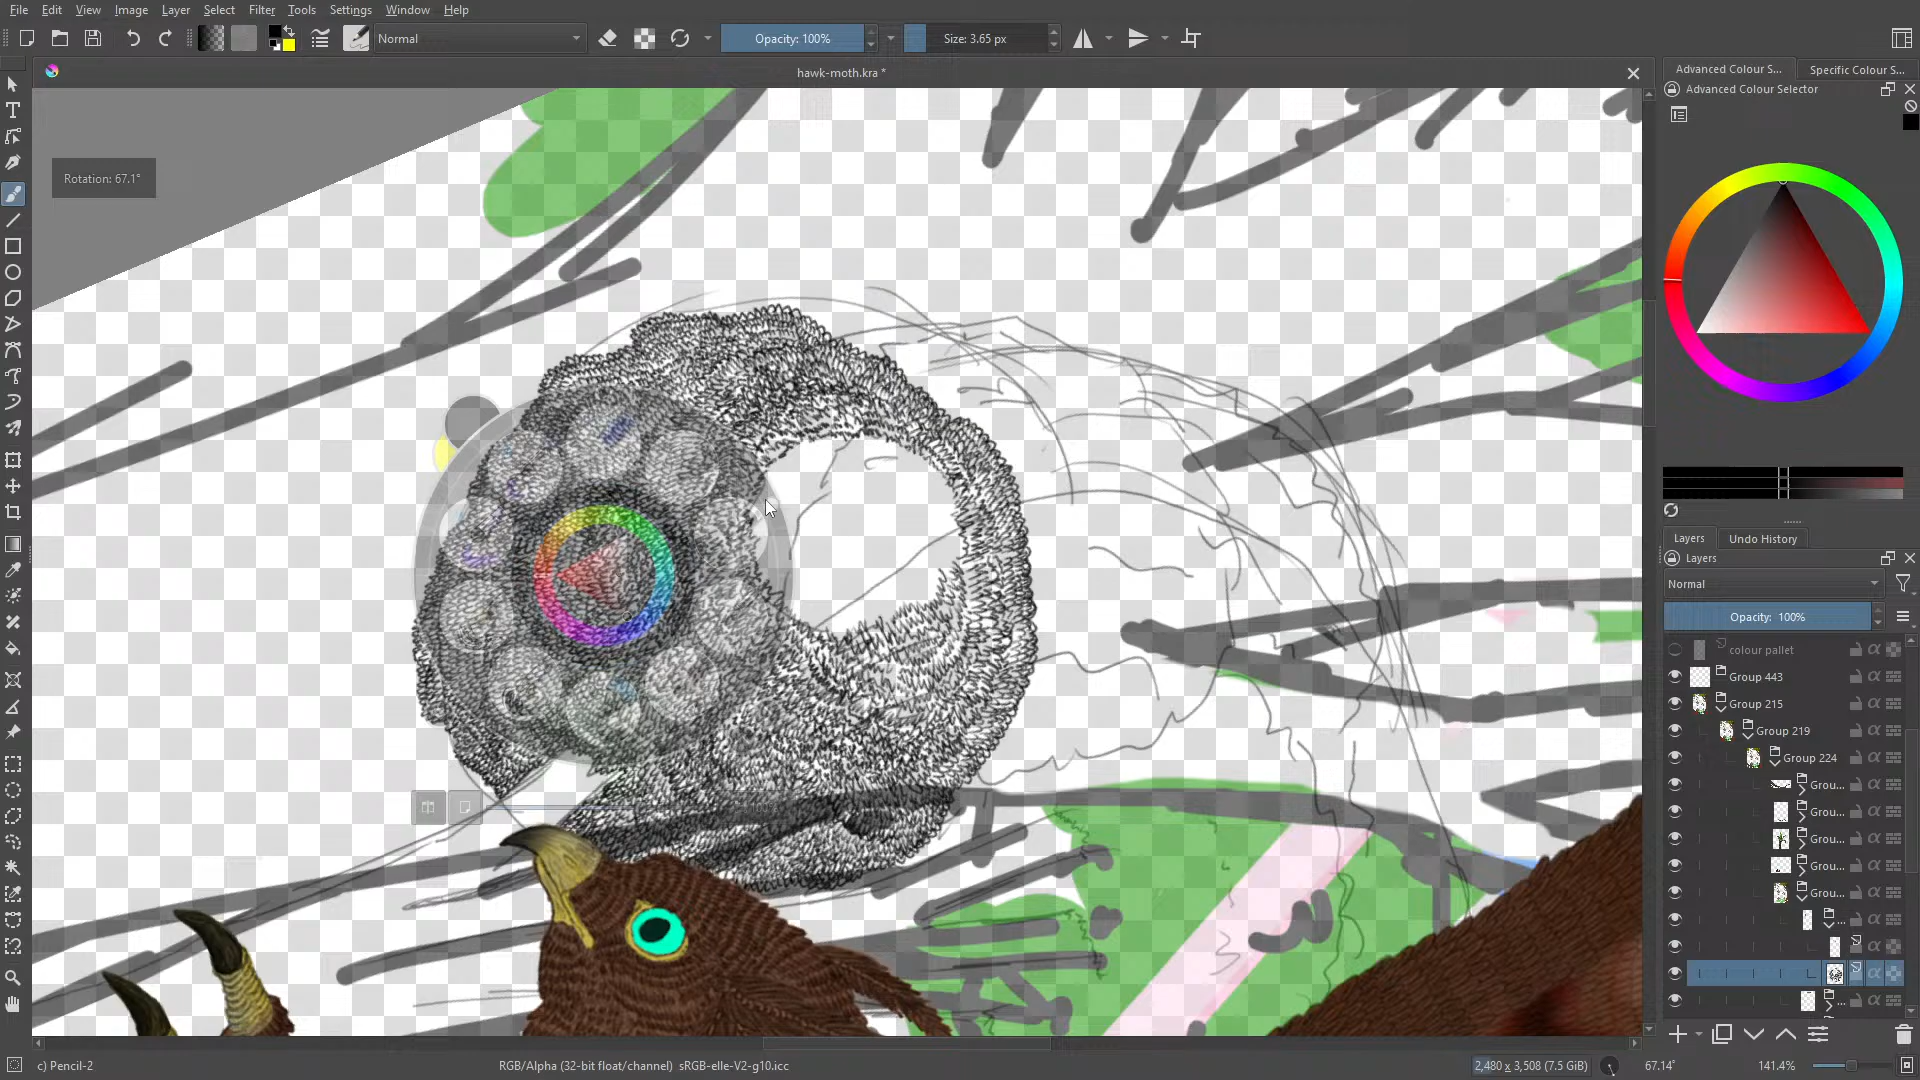 File Edit View Image Layer Select Filter Tools Settings Window Help
Normal
Opacity: 100%
Size: 3.65 px
hawk-moth.kra *
Rotation: 67.1°
Advanced Colour S...
Specific Colour S...
Advanced Colour Selector
Layers
Undo History
Layers
Normal
Opacity: 100%
colour pallet
Group 443
Group 215
Group 219
Group 224
Grou...
Grou...
Grou...
Grou...
Grou...
...
...
c) Pencil-2
RGB/Alpha (32-bit float/channel) sRGB-elle-V2-g10.icc
2,480 x 3,508 (7.5 GiB)
67.14°
141.4%